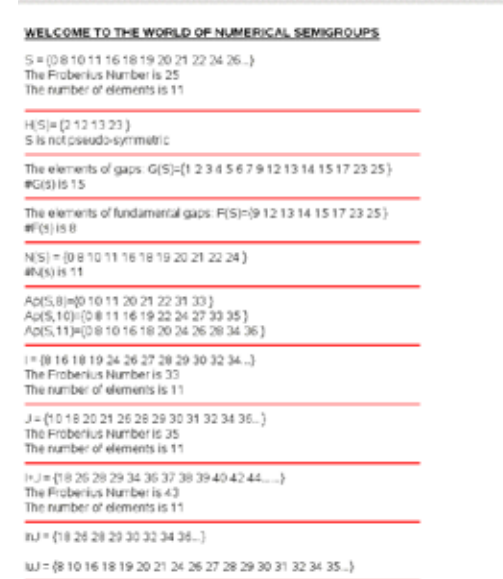 WELCOME TO THE WORLD OF NUMERICAL SEMIGROUPS
S = {0 8 10 11 16 18 19 20 21 22 24 26...}
The Frobenius Number is 25
The number of elements is 11
H(S)= {2 12 13 23 }
S is not pseudo-symmetric
The elements of gaps: G(S)={1 2 3 4 5 6 7 9 12 13 14 15 17 23 25 }
#G(s) is 15
The elements of fundamental gaps: F(S)={9 12 13 14 15 17 23 25 }
#F(s) is 8
N(S) = {0 8 10 11 16 18 19 20 21 22 24 }
#N(s) is 11
Ap(S,8)={0 10 11 20 21 22 31 33 }
Ap(S,10)={0 8 11 16 19 22 24 27 33 35 }
Ap(S,11)={0 8 10 16 18 20 24 26 28 34 36 }
I = {8 16 18 19 24 26 27 28 29 30 32 34...}
The Frobenius Number is 33
The number of elements is 11
J = {10 18 20 21 26 28 29 30 31 32 34 36...}
The Frobenius Number is 35
The number of elements is 11
I+J = {18 26 28 29 34 36 37 38 39 40 42 44......}
The Frobenius Number is 43
The number of elements is 11
I∩J = {18 26 28 29 30 32 34 36...}
I∪J = {8 10 16 18 19 20 21 24 26 27 28 29 30 31 32 34 35...}